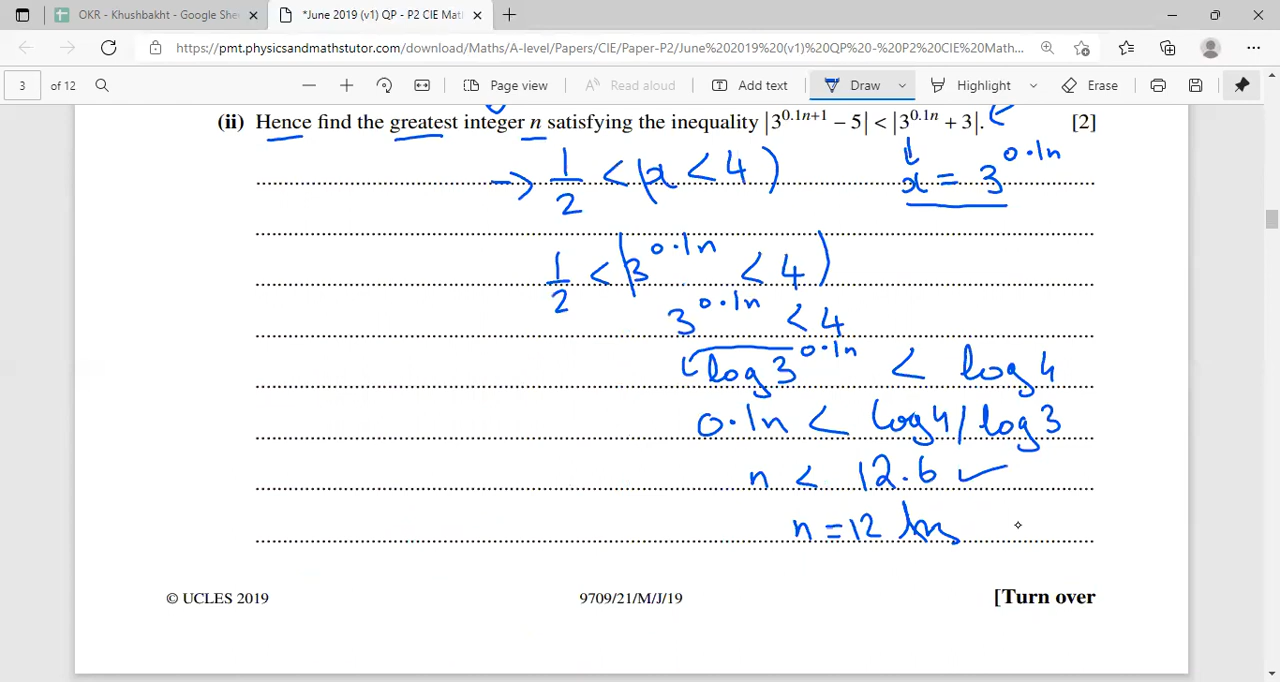 OKR - Khushbakht - Google She
*June 2019 (v1) QP - P2 CIE Mat
https://pmt.physicsandmathstutor.com/download/Maths/A-level/Papers/CIE/Paper-P2/June%202019%20(v1)%20QP%20-%20P2%20CIE%20Math...
3 of 12
Page view
Read aloud
Add text
Draw
Highlight
Erase
(ii) Hence find the greatest integer n satisfying the inequality |3^{0.1n+1} − 5| < |3^{0.1n} + 3|. [2]
→ 1/2 < (x < 4) x = 3^{0.1n}
1/2 < (3^{0.1n} < 4)
3^{0.1n} < 4
log 3^{0.1n} < log 4
0.1n < log 4 / log 3
n < 12.6 ✓
n = 12
© UCLES 2019
9709/21/M/J/19
[Turn over